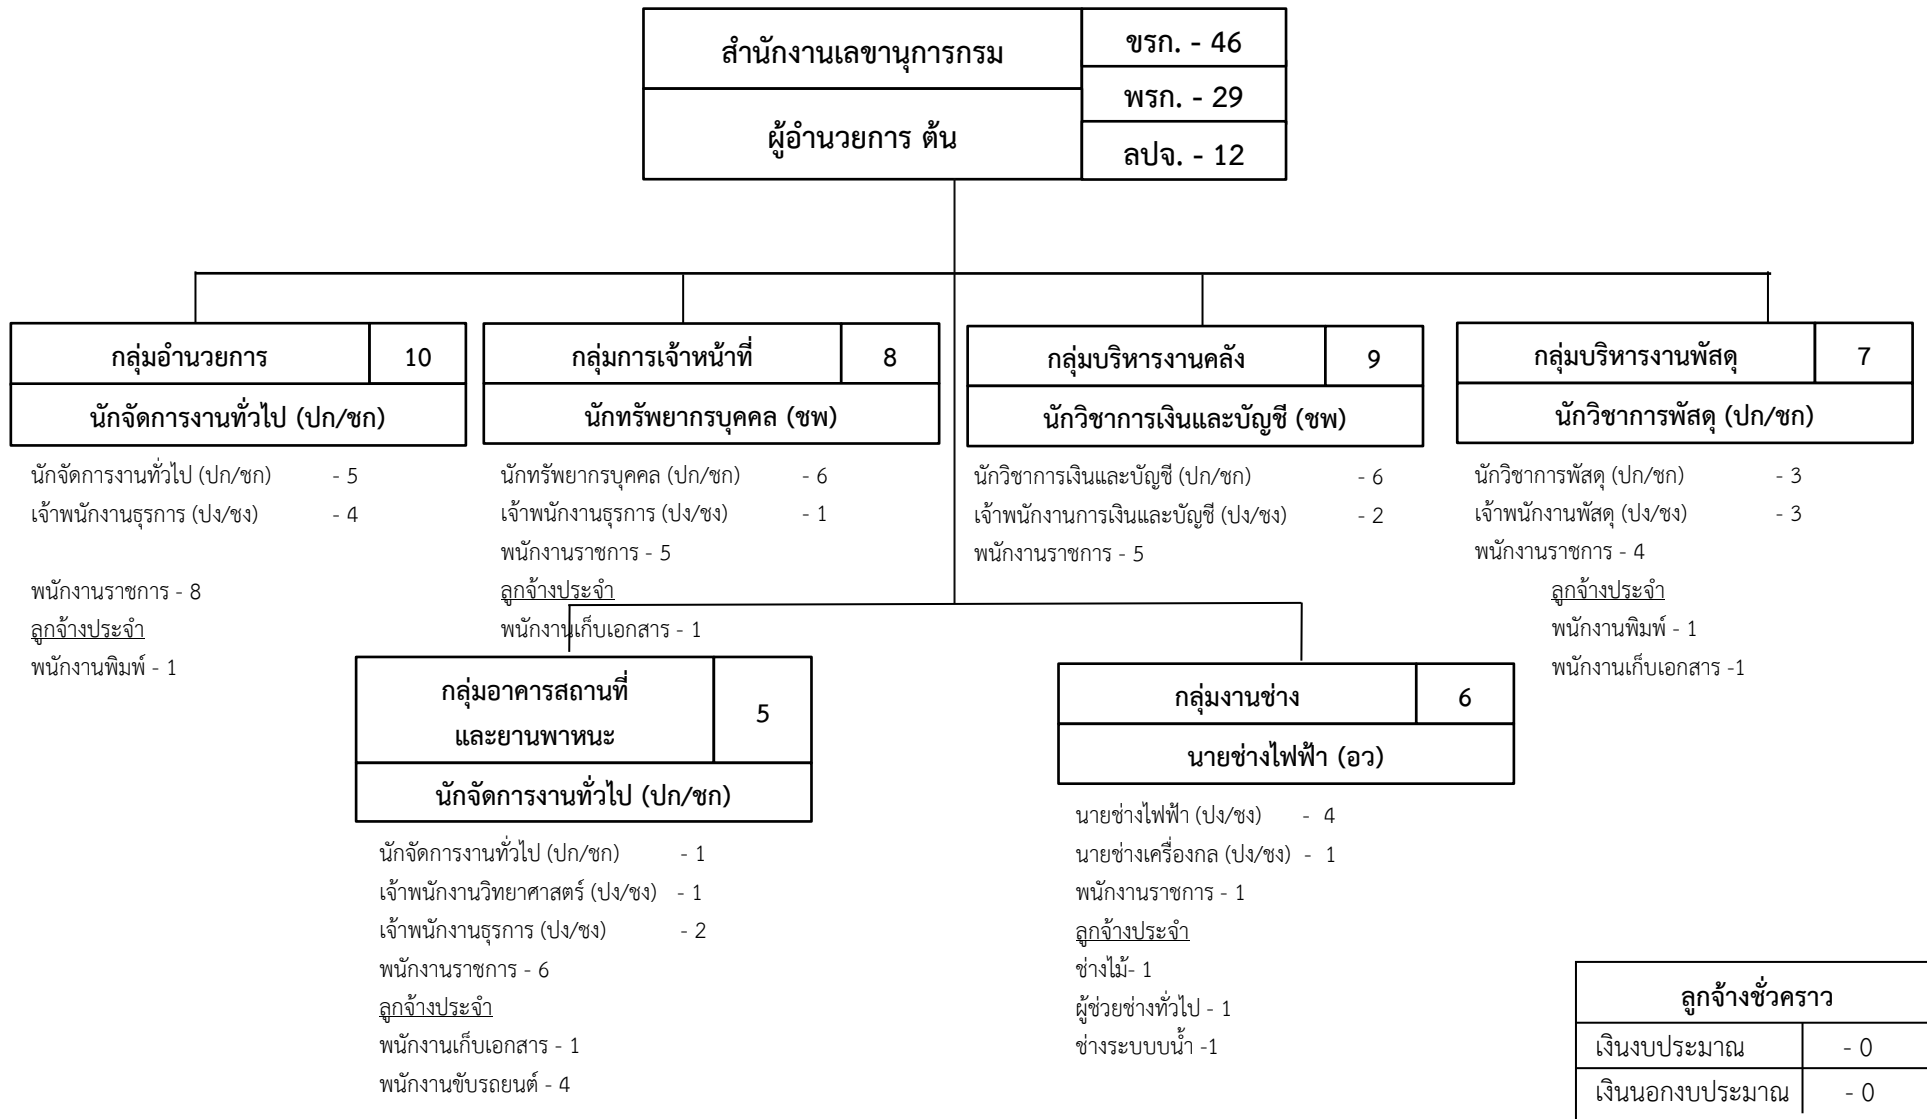 สำนักงานเลขานุการกรม
ผู้อำนวยการ ต้น
ขรก. - 46
พรก. - 29
ลปจ. - 12
กลุ่มอำนวยการ 10
นักจัดการงานทั่วไป (ปก/ชก)
นักจัดการงานทั่วไป (ปก/ชก) - 5
เจ้าพนักงานธุรการ (ปง/ชง) - 4
พนักงานราชการ - 8
ลูกจ้างประจำ
พนักงานพิมพ์ - 1
กลุ่มการเจ้าหน้าที่ 8
นักทรัพยากรบุคคล (ชพ)
นักทรัพยากรบุคคล (ปก/ชก) - 6
เจ้าพนักงานธุรการ (ปง/ชง) - 1
พนักงานราชการ - 5
ลูกจ้างประจำ
พนักงานเก็บเอกสาร - 1
กลุ่มบริหารงานคลัง 9
นักวิชาการเงินและบัญชี (ชพ)
นักวิชาการเงินและบัญชี (ปก/ชก) - 6
เจ้าพนักงานการเงินและบัญชี (ปง/ชง) - 2
พนักงานราชการ - 5
กลุ่มบริหารงานพัสดุ 7
นักวิชาการพัสดุ (ปก/ชก)
นักวิชาการพัสดุ (ปก/ชก) - 3
เจ้าพนักงานพัสดุ (ปง/ชง) - 3
พนักงานราชการ - 4
ลูกจ้างประจำ
พนักงานพิมพ์ - 1
พนักงานเก็บเอกสาร -1
กลุ่มอาคารสถานที่
และยานพาหนะ
5
นักจัดการงานทั่วไป (ปก/ชก)
นักจัดการงานทั่วไป (ปก/ชก) - 1
เจ้าพนักงานวิทยาศาสตร์ (ปง/ชง) - 1
เจ้าพนักงานธุรการ (ปง/ชง) - 2
พนักงานราชการ - 6
ลูกจ้างประจำ
พนักงานเก็บเอกสาร - 1
พนักงานขับรถยนต์ - 4
กลุ่มงานช่าง 6
นายช่างไฟฟ้า (อว)
นายช่างไฟฟ้า (ปง/ชง) - 4
นายช่างเครื่องกล (ปง/ชง) - 1
พนักงานราชการ - 1
ลูกจ้างประจำ
ช่างไม้- 1
ผู้ช่วยช่างทั่วไป - 1
ช่างระบบบน้ำ -1
ลูกจ้างชั่วคราว
เงินงบประมาณ - 0
เงินนอกงบประมาณ - 0